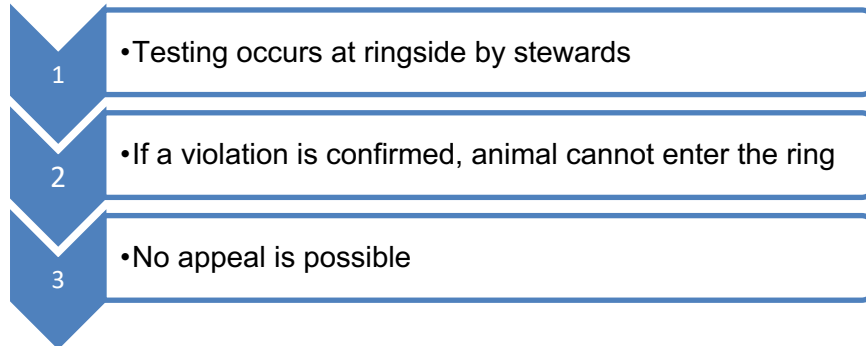 1
•Testing occurs at ringside by stewards
2
•If a violation is confirmed, animal cannot enter the ring
3
•No appeal is possible